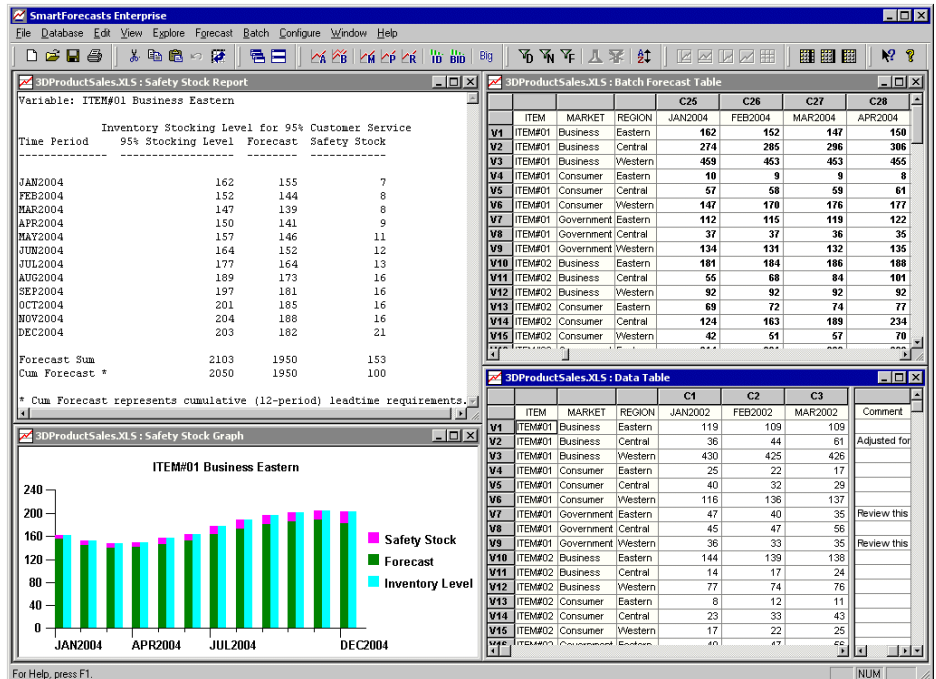 SmartForecasts Enterprise
File Database Edit View Explore Forecast Batch Configure Window Help
Big
3DProductSales.XLS : Safety Stock Report
Variable: ITEM#01 Business Eastern
Inventory Stocking Level for 95% Customer Service
Time Period 95% Stocking Level Forecast Safety Stock
-------------- ------------------ -------- ------------
JAN2004 162 155 7
FEB2004 152 144 8
MAR2004 147 139 8
APR2004 150 141 9
MAY2004 157 146 11
JUN2004 164 152 12
JUL2004 177 164 13
AUG2004 189 173 16
SEP2004 197 181 16
OCT2004 201 185 16
NOV2004 204 188 16
DEC2004 203 182 21
Forecast Sum 2103 1950 153
Cum Forecast * 2050 1950 100
* Cum Forecast represents cumulative (12-period) leadtime requirements.
3DProductSales.XLS : Safety Stock Graph
ITEM#01 Business Eastern
240
200
160
120
80
40
0
JAN2004 APR2004 JUL2004 DEC2004
Safety Stock
Forecast
Inventory Level
3DProductSales.XLS : Batch Forecast Table
C25 C26 C27 C28
ITEM MARKET REGION JAN2004 FEB2004 MAR2004 APR2004
V1 ITEM#01 Business Eastern 162 152 147 150
V2 ITEM#01 Business Central 274 285 296 306
V3 ITEM#01 Business Western 459 453 453 455
V4 ITEM#01 Consumer Eastern 10 9 9 8
V5 ITEM#01 Consumer Central 57 58 59 61
V6 ITEM#01 Consumer Western 147 170 176 177
V7 ITEM#01 Government Eastern 112 115 119 122
V8 ITEM#01 Government Central 37 37 36 35
V9 ITEM#01 Government Western 134 131 132 135
V10 ITEM#02 Business Eastern 181 184 186 188
V11 ITEM#02 Business Central 55 68 84 101
V12 ITEM#02 Business Western 92 92 92 92
V13 ITEM#02 Consumer Eastern 69 72 74 77
V14 ITEM#02 Consumer Central 124 163 189 234
V15 ITEM#02 Consumer Western 42 51 57 70
3DProductSales.XLS : Data Table
C1 C2 C3
ITEM MARKET REGION JAN2002 FEB2002 MAR2002 Comment
V1 ITEM#01 Business Eastern 119 109 109
V2 ITEM#01 Business Central 36 44 61 Adjusted for
V3 ITEM#01 Business Western 430 425 426
V4 ITEM#01 Consumer Eastern 25 22 17
V5 ITEM#01 Consumer Central 40 32 29
V6 ITEM#01 Consumer Western 116 136 137
V7 ITEM#01 Government Eastern 47 40 35 Review this
V8 ITEM#01 Government Central 45 47 56
V9 ITEM#01 Government Western 36 33 35 Review this
V10 ITEM#02 Business Eastern 144 139 138
V11 ITEM#02 Business Central 14 17 24
V12 ITEM#02 Business Western 77 74 76
V13 ITEM#02 Consumer Eastern 8 12 11
V14 ITEM#02 Consumer Central 23 33 43
V15 ITEM#02 Consumer Western 17 22 25
For Help, press F1.
NUM